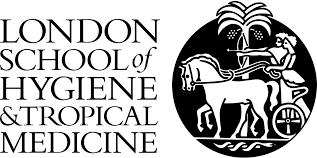 LONDON
SCHOOL of
HYGIENE
&TROPICAL
MEDICINE